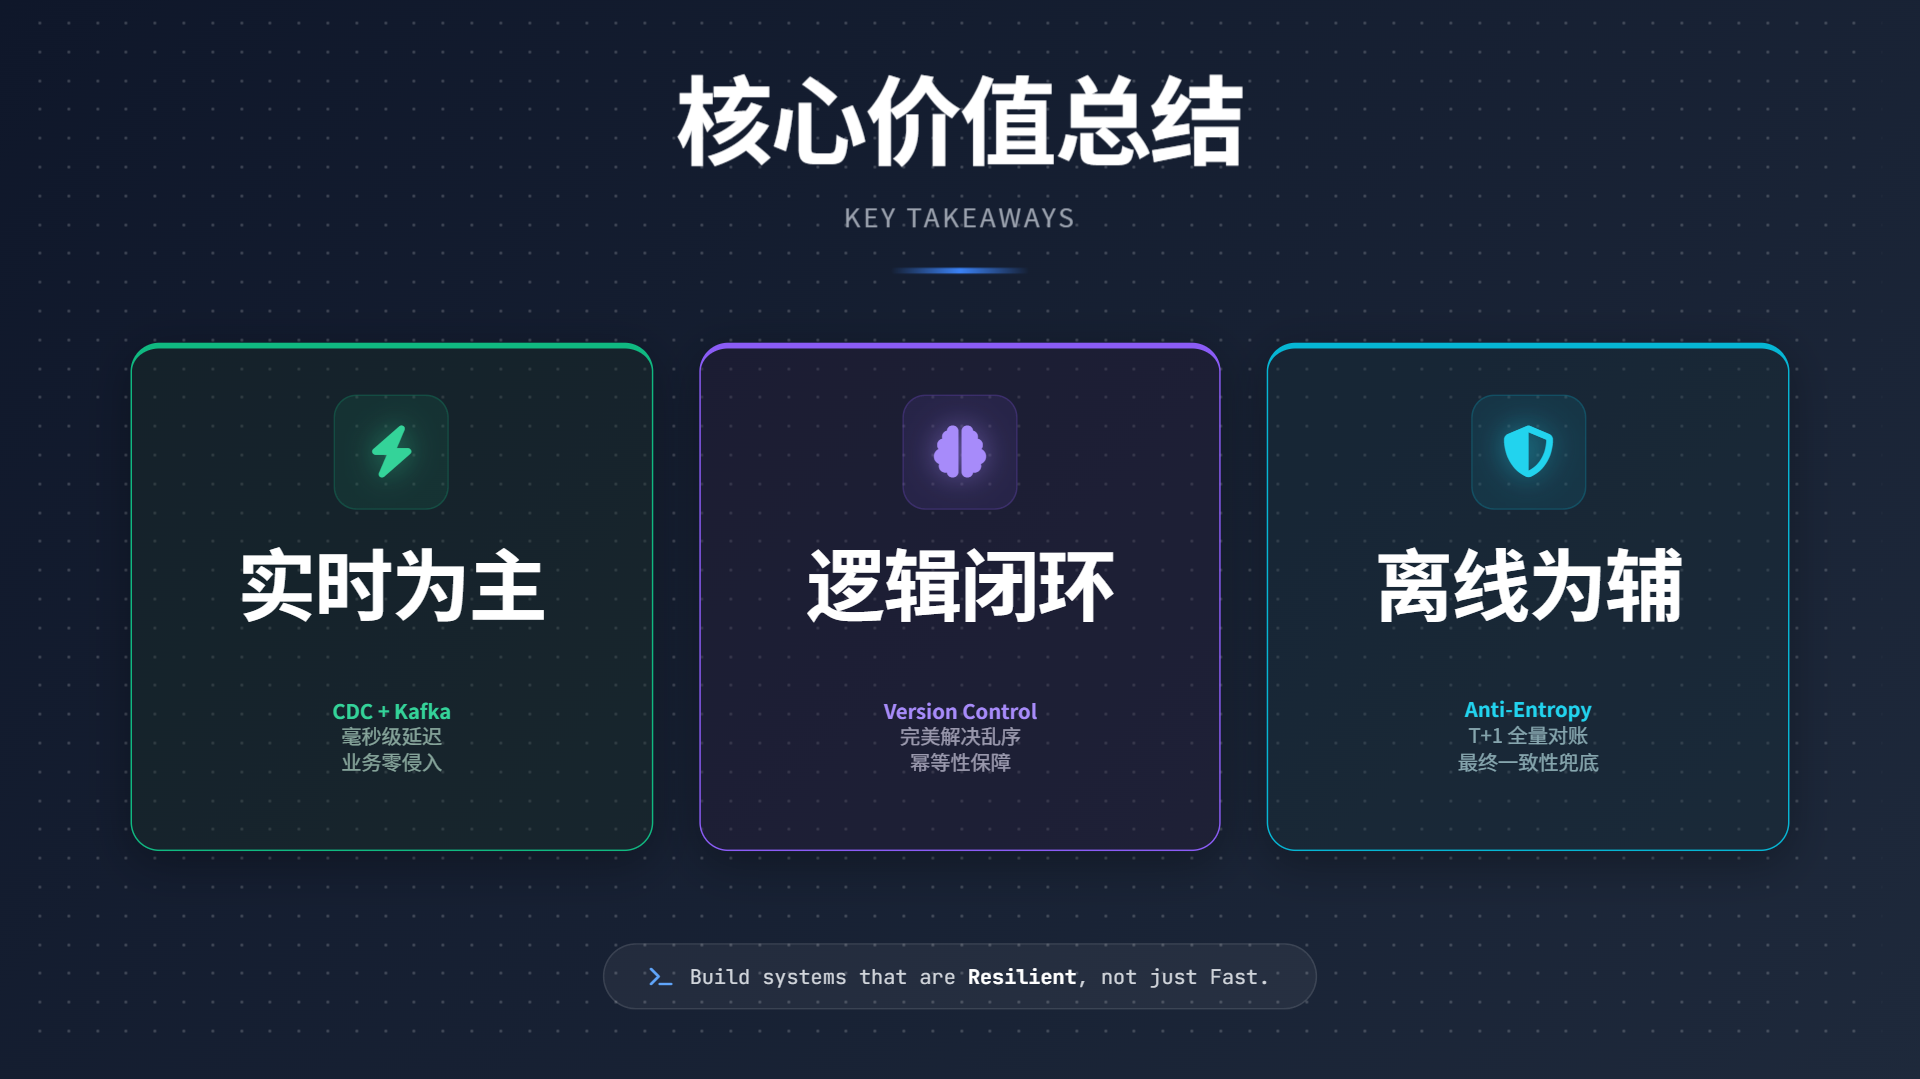 核心价值总结
KEY TAKEAWAYS
实时为主
CDC + Kafka
毫秒级延迟
业务零侵入
逻辑闭环
Version Control
完美解决乱序
幂等性保障
离线为辅
Anti-Entropy
T+1 全量对账
最终一致性兜底
Build systems that are Resilient, not just Fast.